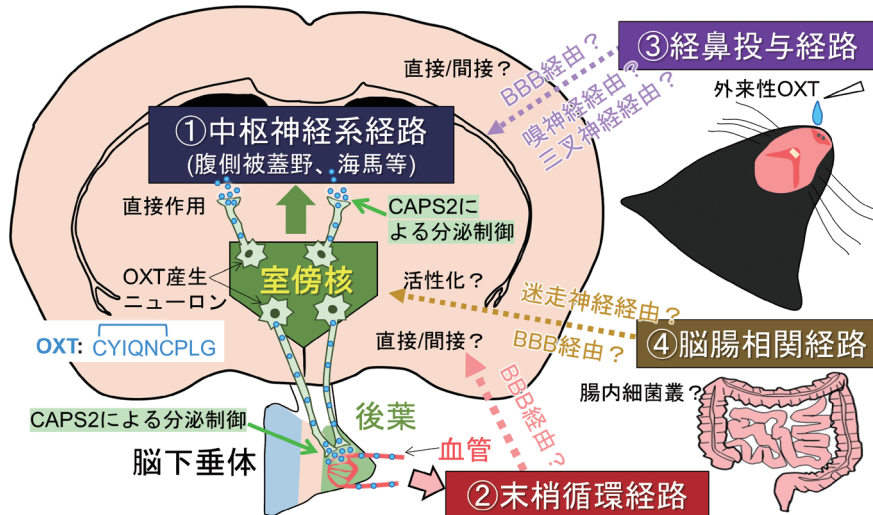 ③経鼻投与経路
直接/間接？
BBB経由？
嗅神経経由？
三叉神経経由？
外来性OXT
①中枢神経系経路
(腹側被蓋野、海馬等)
直接作用
CAPS2に
よる分泌制御
OXT産生
ニューロン
室傍核
活性化？
迷走神経経由？
BBB経由？
④脳腸相関経路
OXT: CYIQNCPLG
直接/間接？
BBB経由？
腸内細菌叢？
CAPS2による分泌制御
後葉
血管
脳下垂体
②末梢循環経路